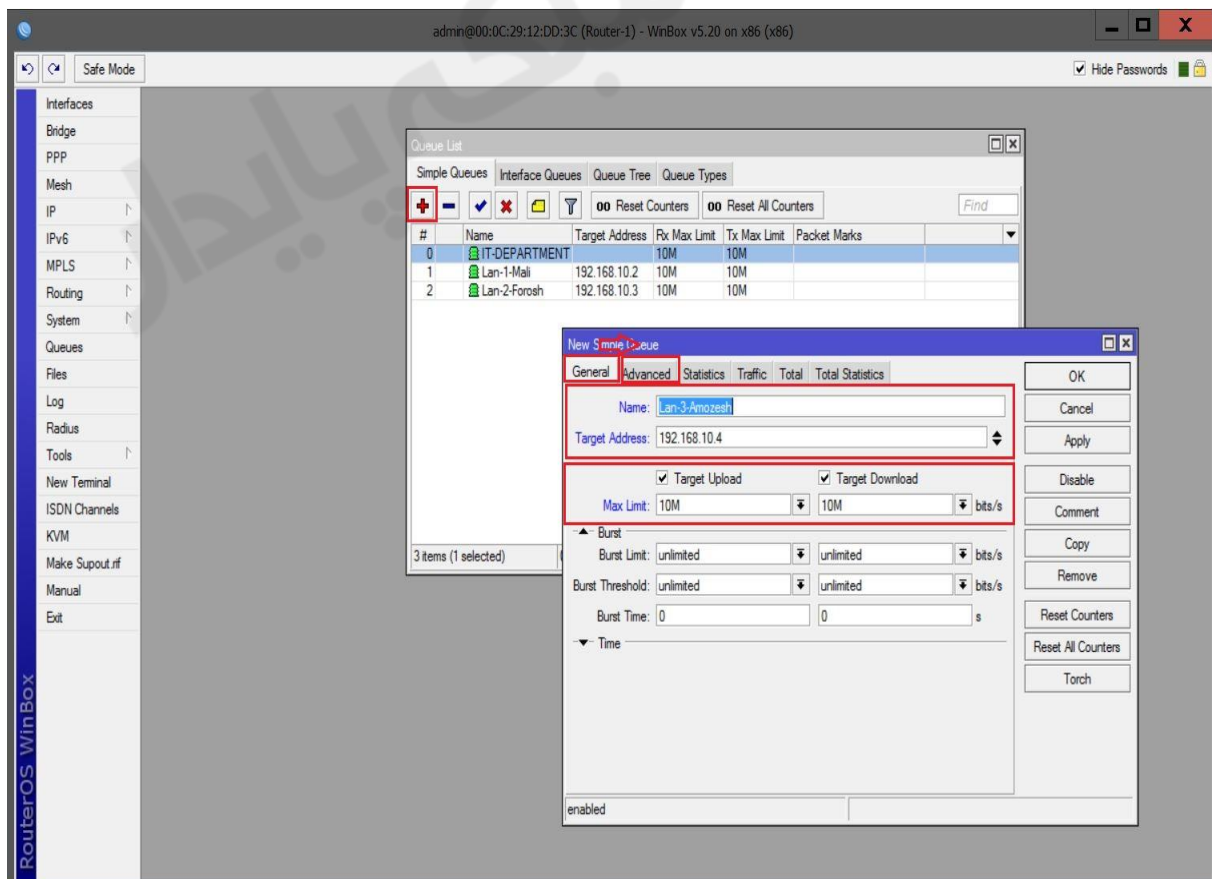 admin@00:0C:29:12:DD:3C (Router-1) - WinBox v5.20 on x86 (x86)
Safe Mode
Hide Passwords
Interfaces
Bridge
PPP
Mesh
IP
IPv6
MPLS
Routing
System
Queues
Files
Log
Radius
Tools
New Terminal
ISDN Channels
KVM
Make Supout.rif
Manual
Exit
RouterOS WinBox
Queue List
Simple Queues Interface Queues Queue Tree Queue Types
00 Reset Counters 00 Reset All Counters Find
# Name Target Address Rx Max Limit Tx Max Limit Packet Marks
0 IT-DEPARTMENT 10M 10M
1 Lan-1-Mali 192.168.10.2 10M 10M
2 Lan-2-Forosh 192.168.10.3 10M 10M
3 items (1 selected)
New Simple Queue
General Advanced Statistics Traffic Total Total Statistics
Name: Lan-3-Amozesh
Target Address: 192.168.10.4
Target Upload Target Download
Max Limit: 10M 10M bits/s
Burst
Burst Limit: unlimited unlimited bits/s
Burst Threshold: unlimited unlimited bits/s
Burst Time: 0 0 s
Time
enabled
OK
Cancel
Apply
Disable
Comment
Copy
Remove
Reset Counters
Reset All Counters
Torch
پایدار